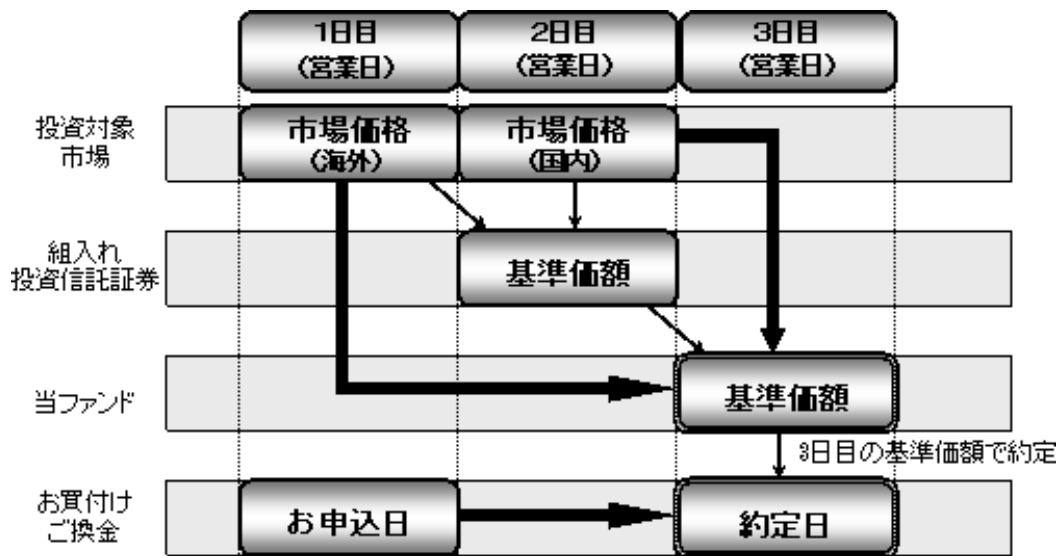 1日目
(営業日)
2日目
(営業日)
3日目
(営業日)
投資対象
市場
市場価格
(海外)
市場価格
(国内)
組入れ
投資信託証券
基準価額
当ファンド
基準価額
3日目の基準価額で約定
お買付け
ご換金
お申込日
約定日